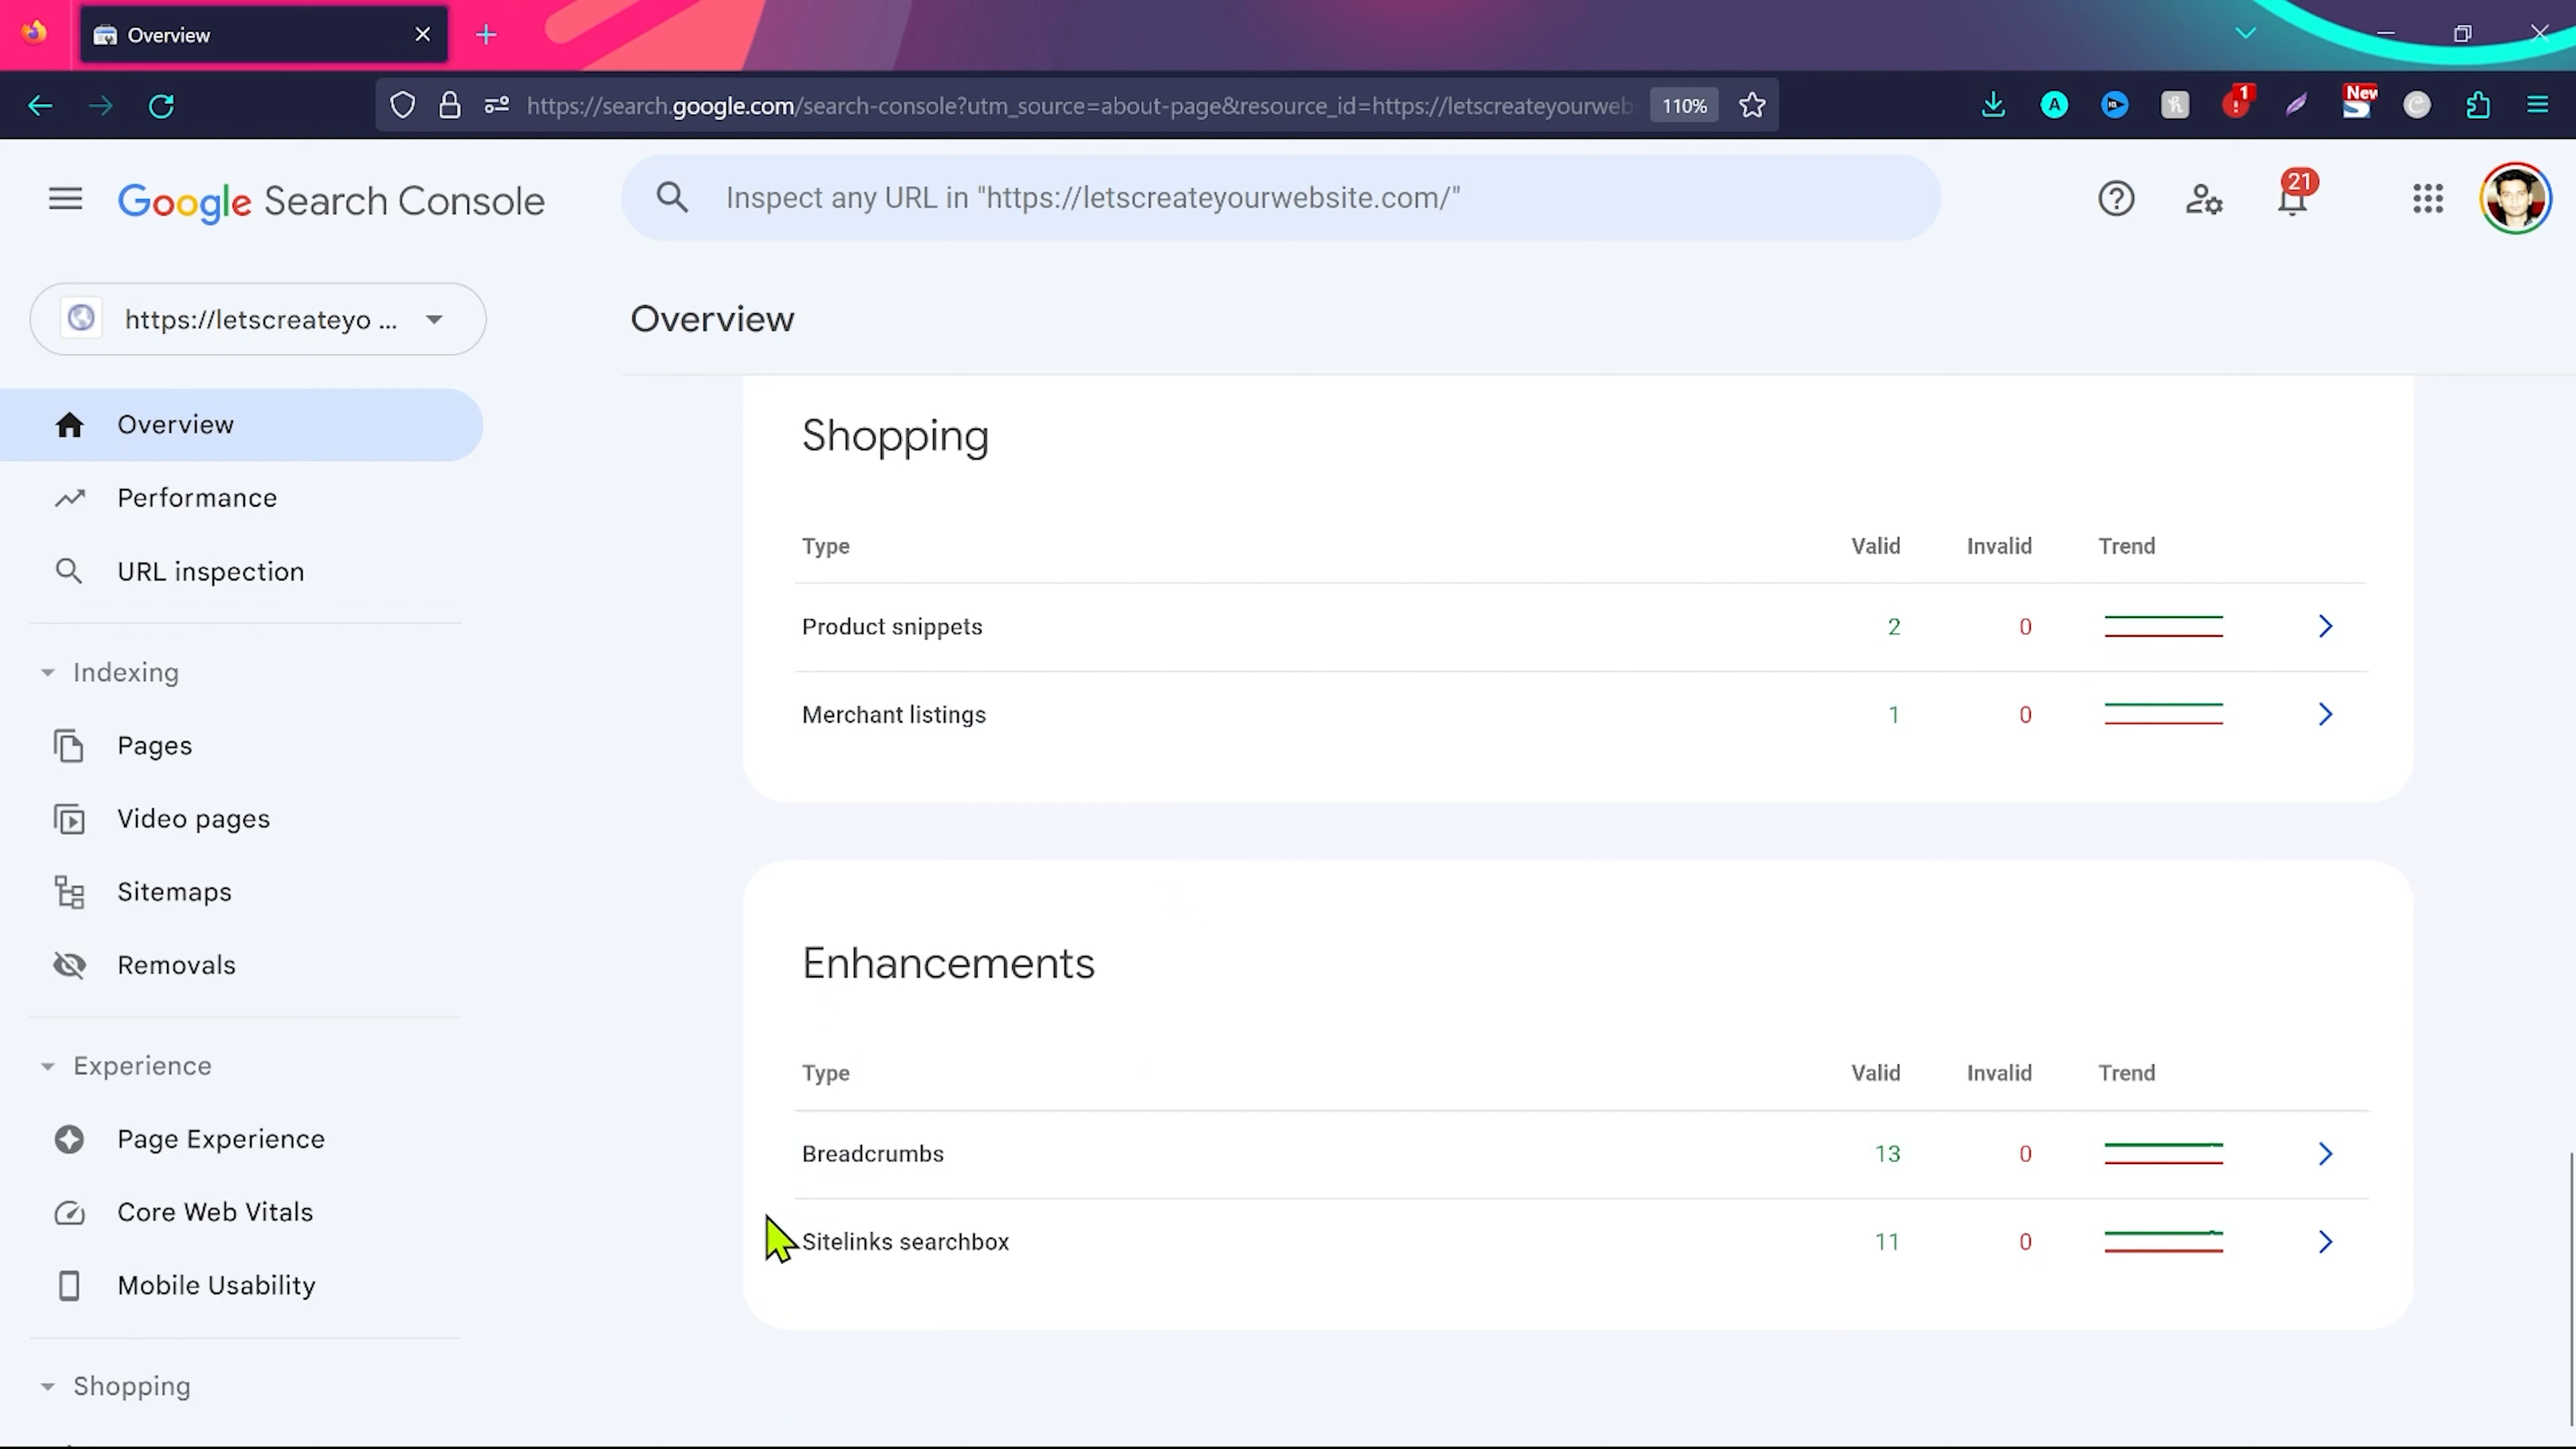 Overview
https://search.google.com/search-console?utm_source=about-page&resource_id=https://letscreateyourweb
110%
A
1
New
Google Search Console
Inspect any URL in "https://letscreateyourwebsite.com/"
21
https://letscreateyo ...
Overview
Overview
Performance
URL inspection
Indexing
Pages
Video pages
Sitemaps
Removals
Experience
Page Experience
Core Web Vitals
Mobile Usability
Shopping
Shopping
Type Valid Invalid Trend
Product snippets 2 0
Merchant listings 1 0
Enhancements
Type Valid Invalid Trend
Breadcrumbs 13 0
Sitelinks searchbox 11 0